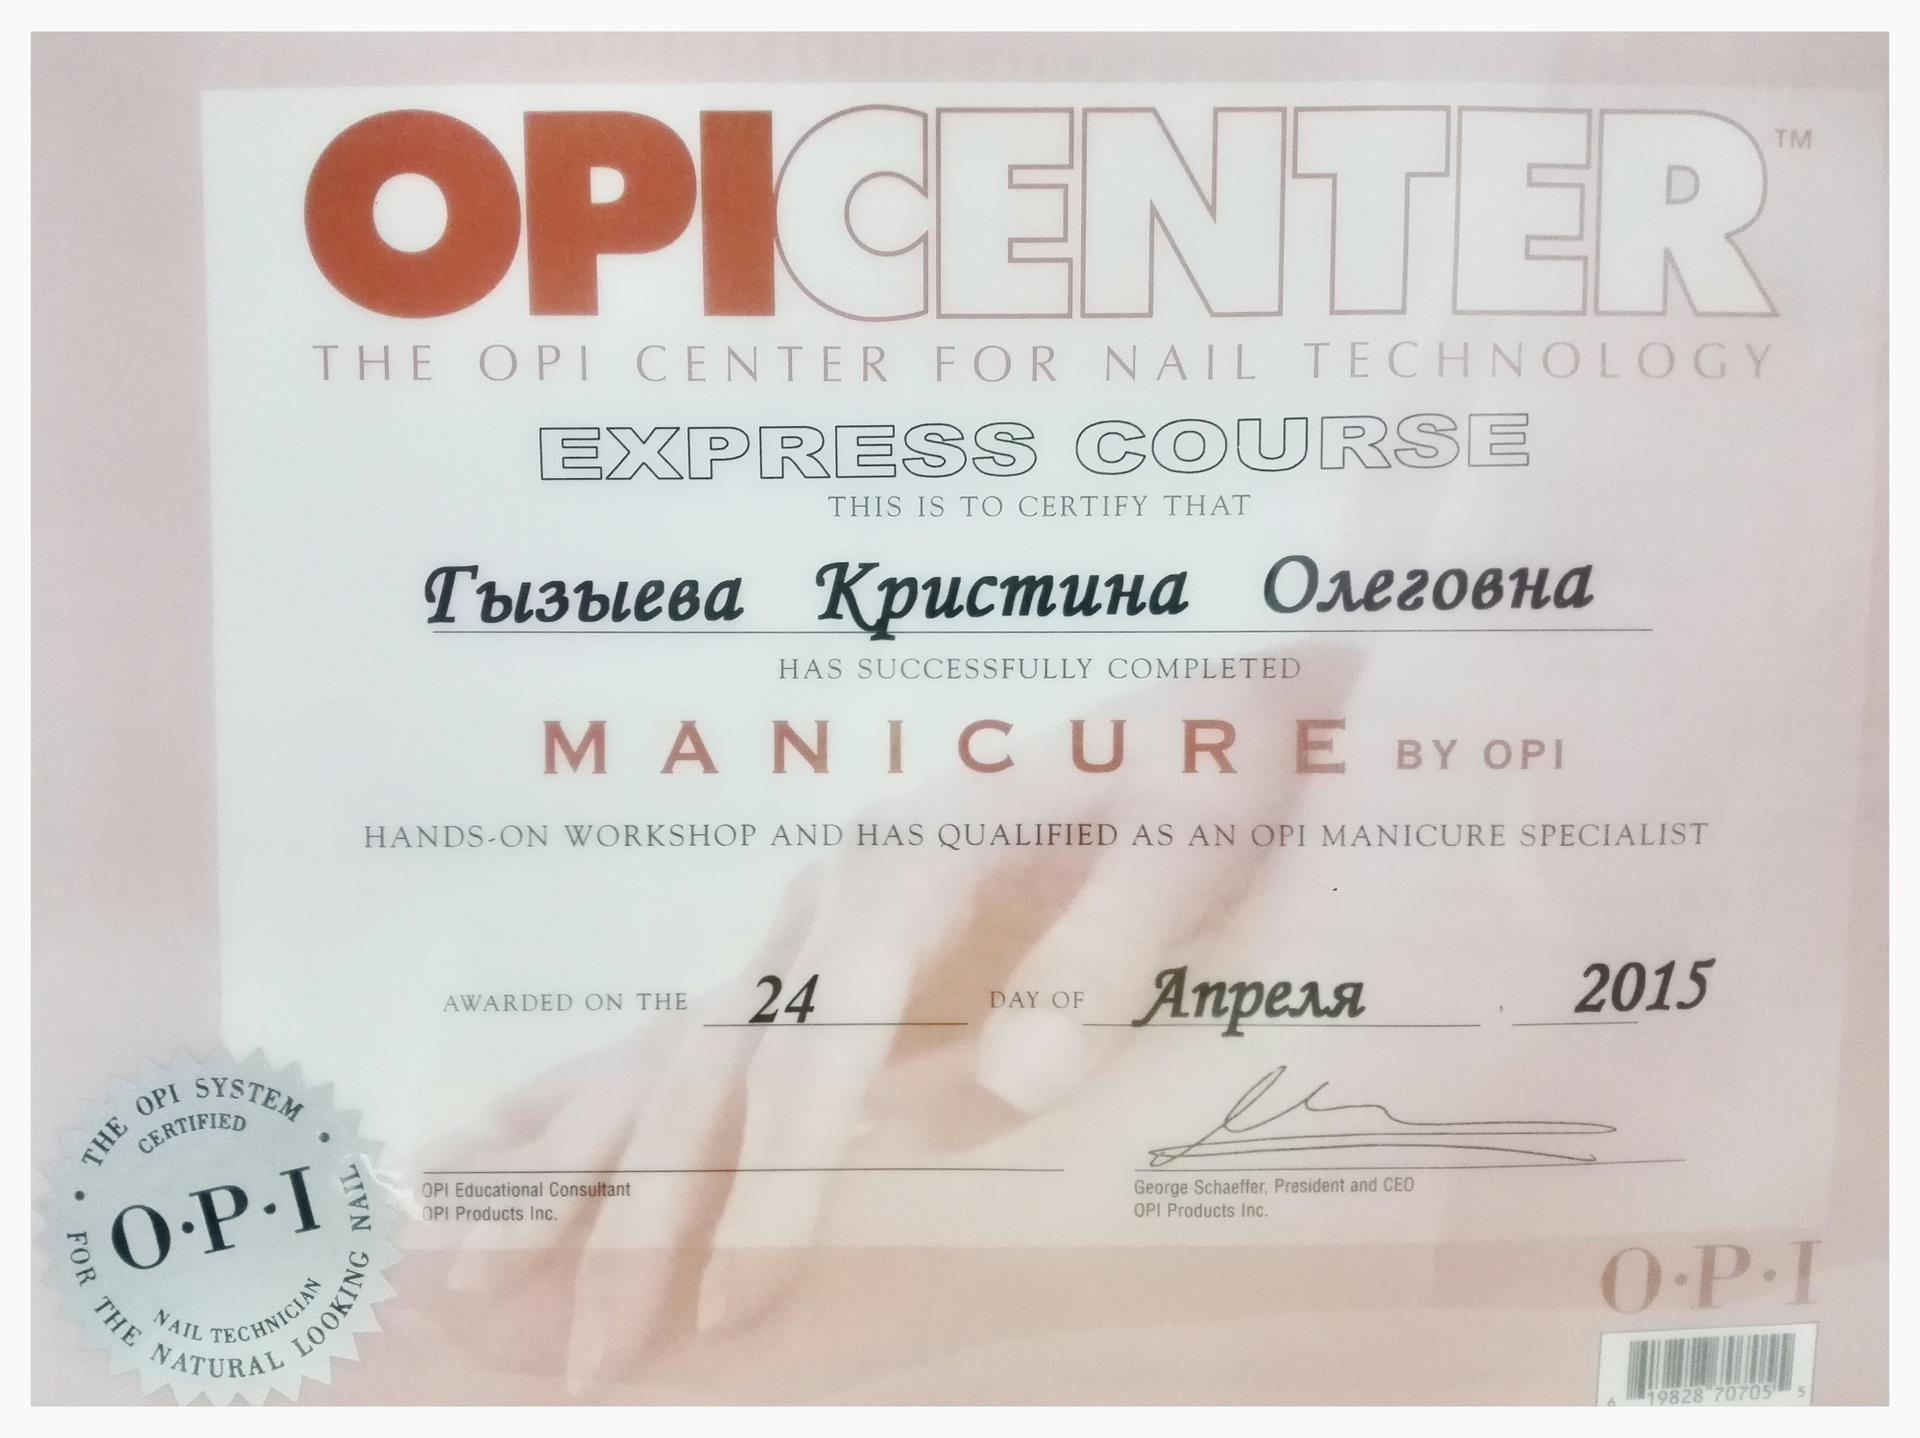 OPICENTER™
THE OPI CENTER FOR NAIL TECHNOLOGY
EXPRESS COURSE
THIS IS TO CERTIFY THAT
Гызыева Кристина Олеговна
HAS SUCCESSFULLY COMPLETED
MANICURE BY OPI
HANDS-ON WORKSHOP AND HAS QUALIFIED AS AN OPI MANICURE SPECIALIST
AWARDED ON THE 24 DAY OF Апреля , 2015
OPI Educational Consultant
OPI Products Inc.
George Schaeffer, President and CEO
OPI Products Inc.
• THE OPI SYSTEM •
CERTIFIED
O·P·I
NAIL TECHNICIAN
FOR THE NATURAL LOOKING NAIL
O·P·I
6 19828 70705 5